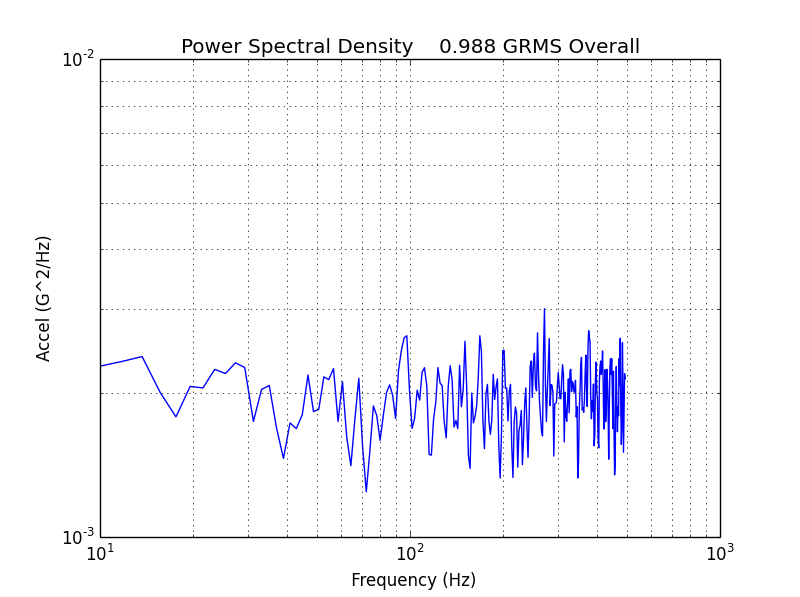 Power Spectral Density    0.988 GRMS Overall
10^-2
Accel (G^2/Hz)
10^-3
10^1 10^2 10^3
Frequency (Hz)